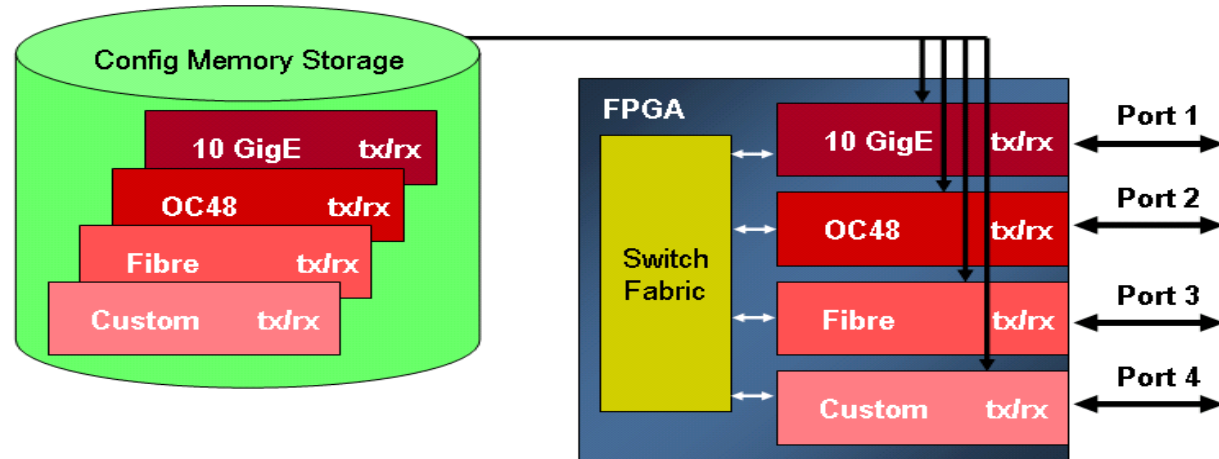 Config Memory Storage
10 GigE tx/rx
OC48 tx/rx
Fibre tx/rx
Custom tx/rx
FPGA
Switch
Fabric
10 GigE tx/rx
OC48 tx/rx
Fibre tx/rx
Custom tx/rx
Port 1
Port 2
Port 3
Port 4